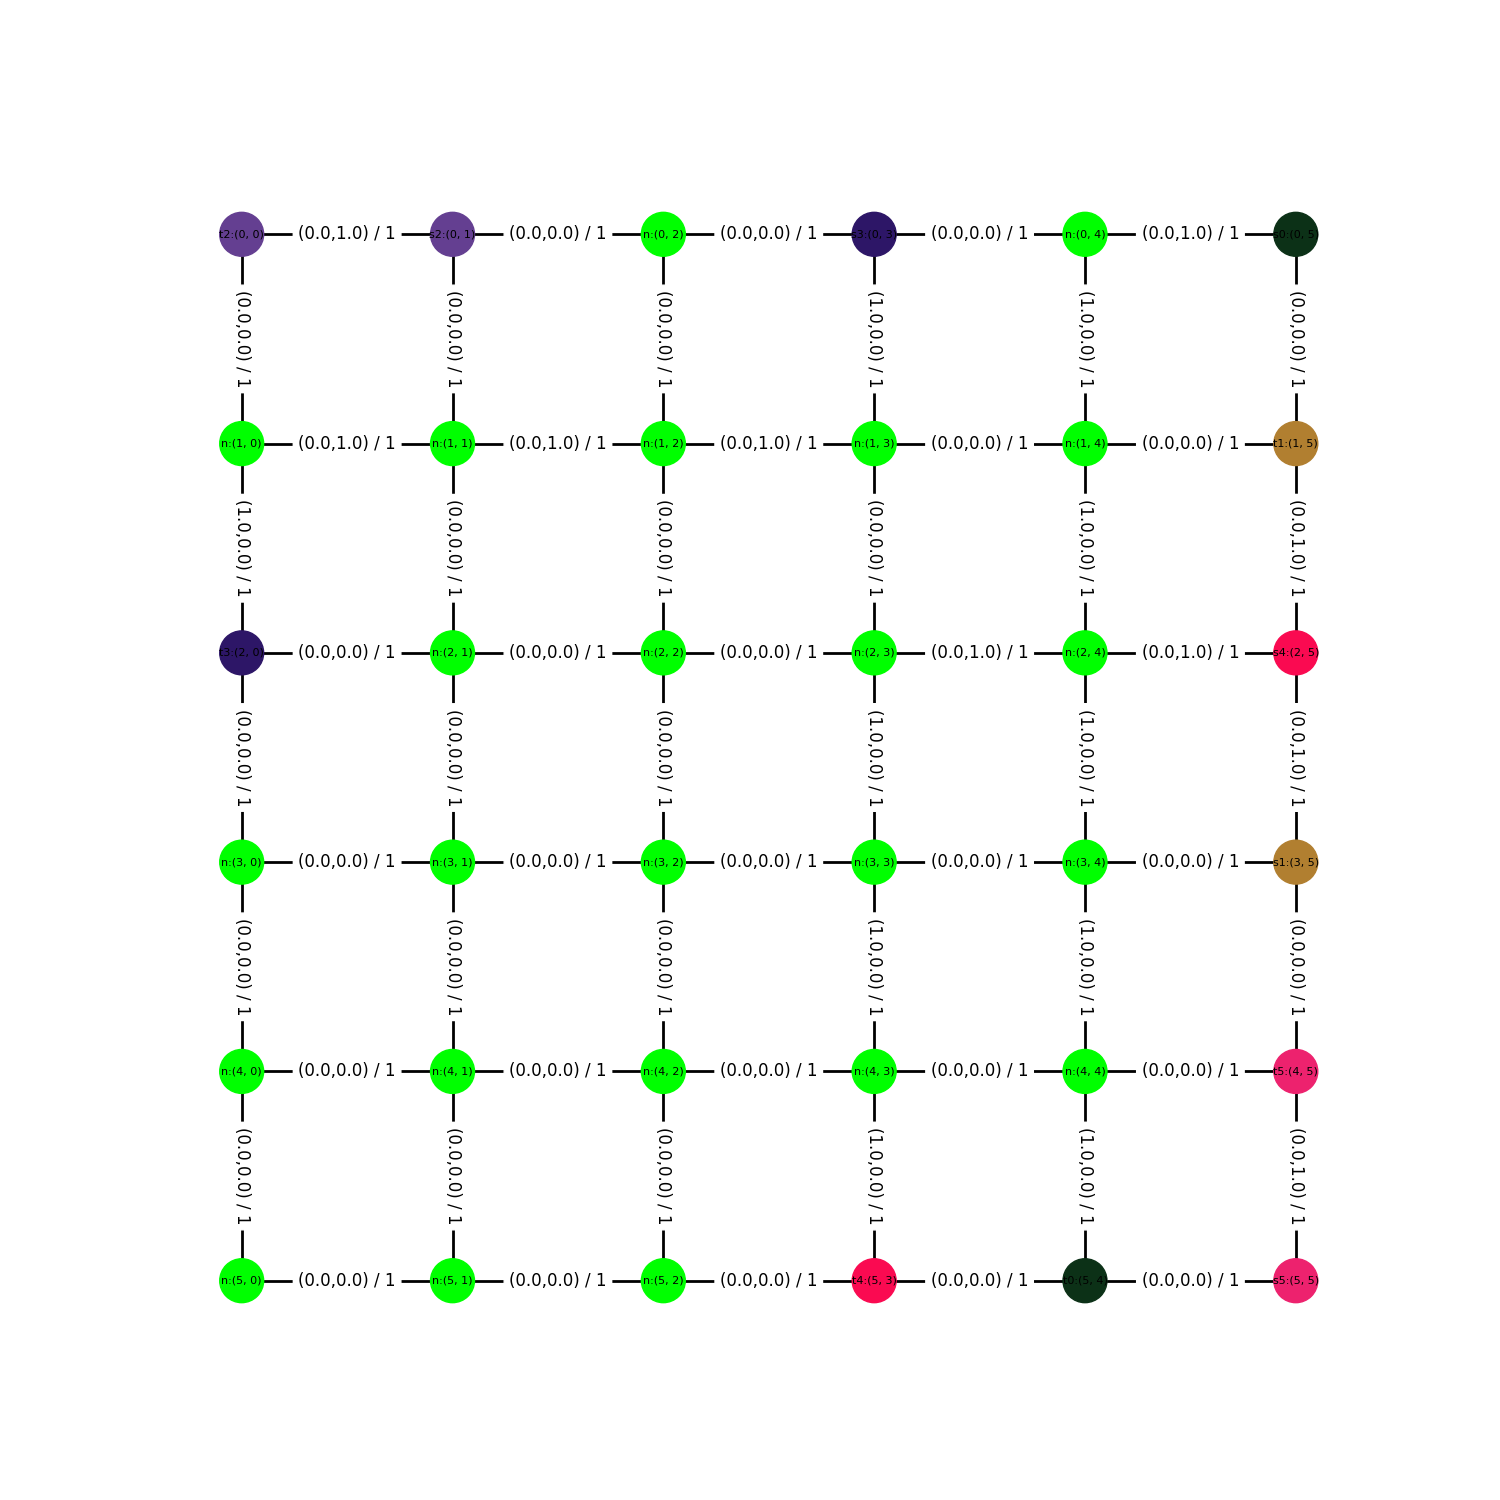 t2:(0, 0) (0.0,1.0) / 1 s2:(0, 1) (0.0,0.0) / 1 n:(0, 2) (0.0,0.0) / 1 s3:(0, 3) (0.0,0.0) / 1 n:(0, 4) (0.0,1.0) / 1 s0:(0, 5)
(0.0,0.0) / 1 (0.0,0.0) / 1 (0.0,0.0) / 1 (1.0,0.0) / 1 (1.0,0.0) / 1 (0.0,0.0) / 1
n:(1, 0) (0.0,1.0) / 1 n:(1, 1) (0.0,1.0) / 1 n:(1, 2) (0.0,1.0) / 1 n:(1, 3) (0.0,0.0) / 1 n:(1, 4) (0.0,0.0) / 1 t1:(1, 5)
(1.0,0.0) / 1 (0.0,0.0) / 1 (0.0,0.0) / 1 (0.0,0.0) / 1 (1.0,0.0) / 1 (0.0,1.0) / 1
t3:(2, 0) (0.0,0.0) / 1 n:(2, 1) (0.0,0.0) / 1 n:(2, 2) (0.0,0.0) / 1 n:(2, 3) (0.0,1.0) / 1 n:(2, 4) (0.0,1.0) / 1 s4:(2, 5)
(0.0,0.0) / 1 (0.0,0.0) / 1 (0.0,0.0) / 1 (1.0,0.0) / 1 (1.0,0.0) / 1 (0.0,1.0) / 1
n:(3, 0) (0.0,0.0) / 1 n:(3, 1) (0.0,0.0) / 1 n:(3, 2) (0.0,0.0) / 1 n:(3, 3) (0.0,0.0) / 1 n:(3, 4) (0.0,0.0) / 1 s1:(3, 5)
(0.0,0.0) / 1 (0.0,0.0) / 1 (0.0,0.0) / 1 (1.0,0.0) / 1 (1.0,0.0) / 1 (0.0,0.0) / 1
n:(4, 0) (0.0,0.0) / 1 n:(4, 1) (0.0,0.0) / 1 n:(4, 2) (0.0,0.0) / 1 n:(4, 3) (0.0,0.0) / 1 n:(4, 4) (0.0,0.0) / 1 t5:(4, 5)
(0.0,0.0) / 1 (0.0,0.0) / 1 (0.0,0.0) / 1 (1.0,0.0) / 1 (1.0,0.0) / 1 (0.0,1.0) / 1
n:(5, 0) (0.0,0.0) / 1 n:(5, 1) (0.0,0.0) / 1 n:(5, 2) (0.0,0.0) / 1 t4:(5, 3) (0.0,0.0) / 1 t0:(5, 4) (0.0,0.0) / 1 s5:(5, 5)